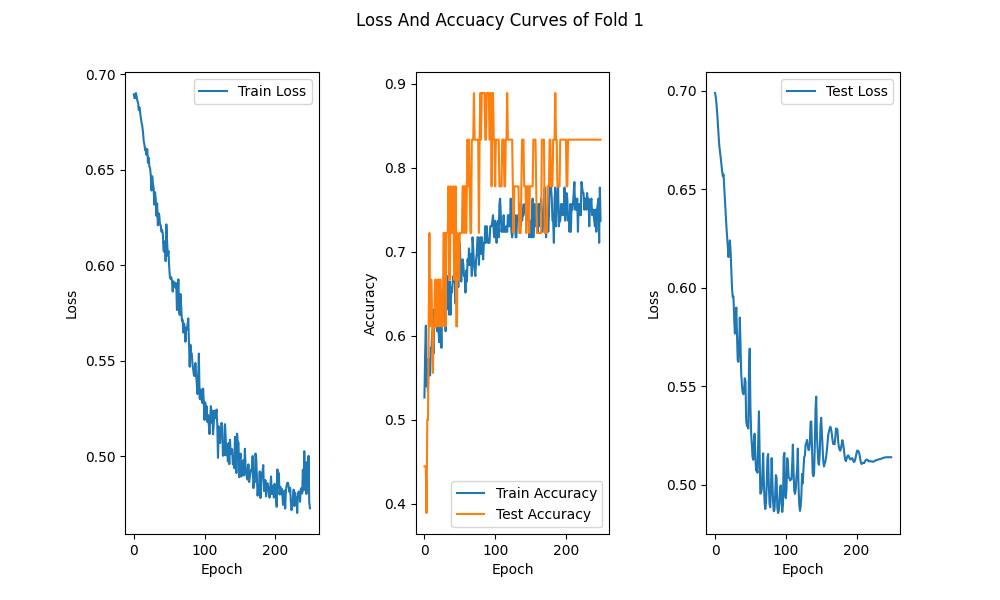 Loss And Accuacy Curves of Fold 1
0.70
0.65
0.60
0.55
0.50
Loss
0 100 200
Epoch
Train Loss
0.9
0.8
0.7
0.6
0.5
0.4
Accuracy
0 100 200
Epoch
Train Accuracy
Test Accuracy
0.70
0.65
0.60
0.55
0.50
Loss
0 100 200
Epoch
Test Loss